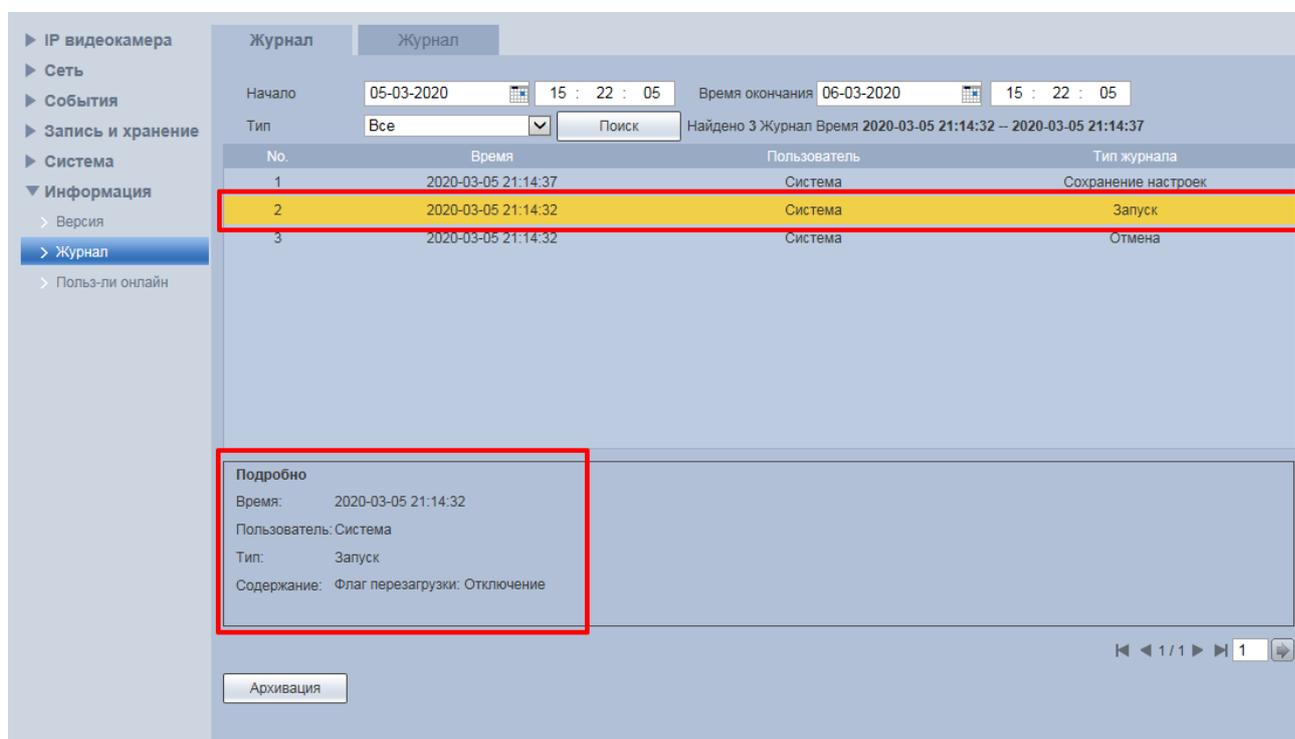 IP видеокамера
Сеть
События
Запись и хранение
Система
Информация
Версия
Журнал
Польз-ли онлайн
Журнал Журнал
Начало 05-03-2020 15 : 22 : 05 Время окончания 06-03-2020 15 : 22 : 05
Тип Все Поиск Найдено 3 Журнал Время 2020-03-05 21:14:32 -- 2020-03-05 21:14:37
No. Время Пользователь Тип журнала
1 2020-03-05 21:14:37 Система Сохранение настроек
2 2020-03-05 21:14:32 Система Запуск
3 2020-03-05 21:14:32 Система Отмена
Подробно
Время: 2020-03-05 21:14:32
Пользователь: Система
Тип: Запуск
Содержание: Флаг перезагрузки: Отключение
1 / 1 1
Архивация